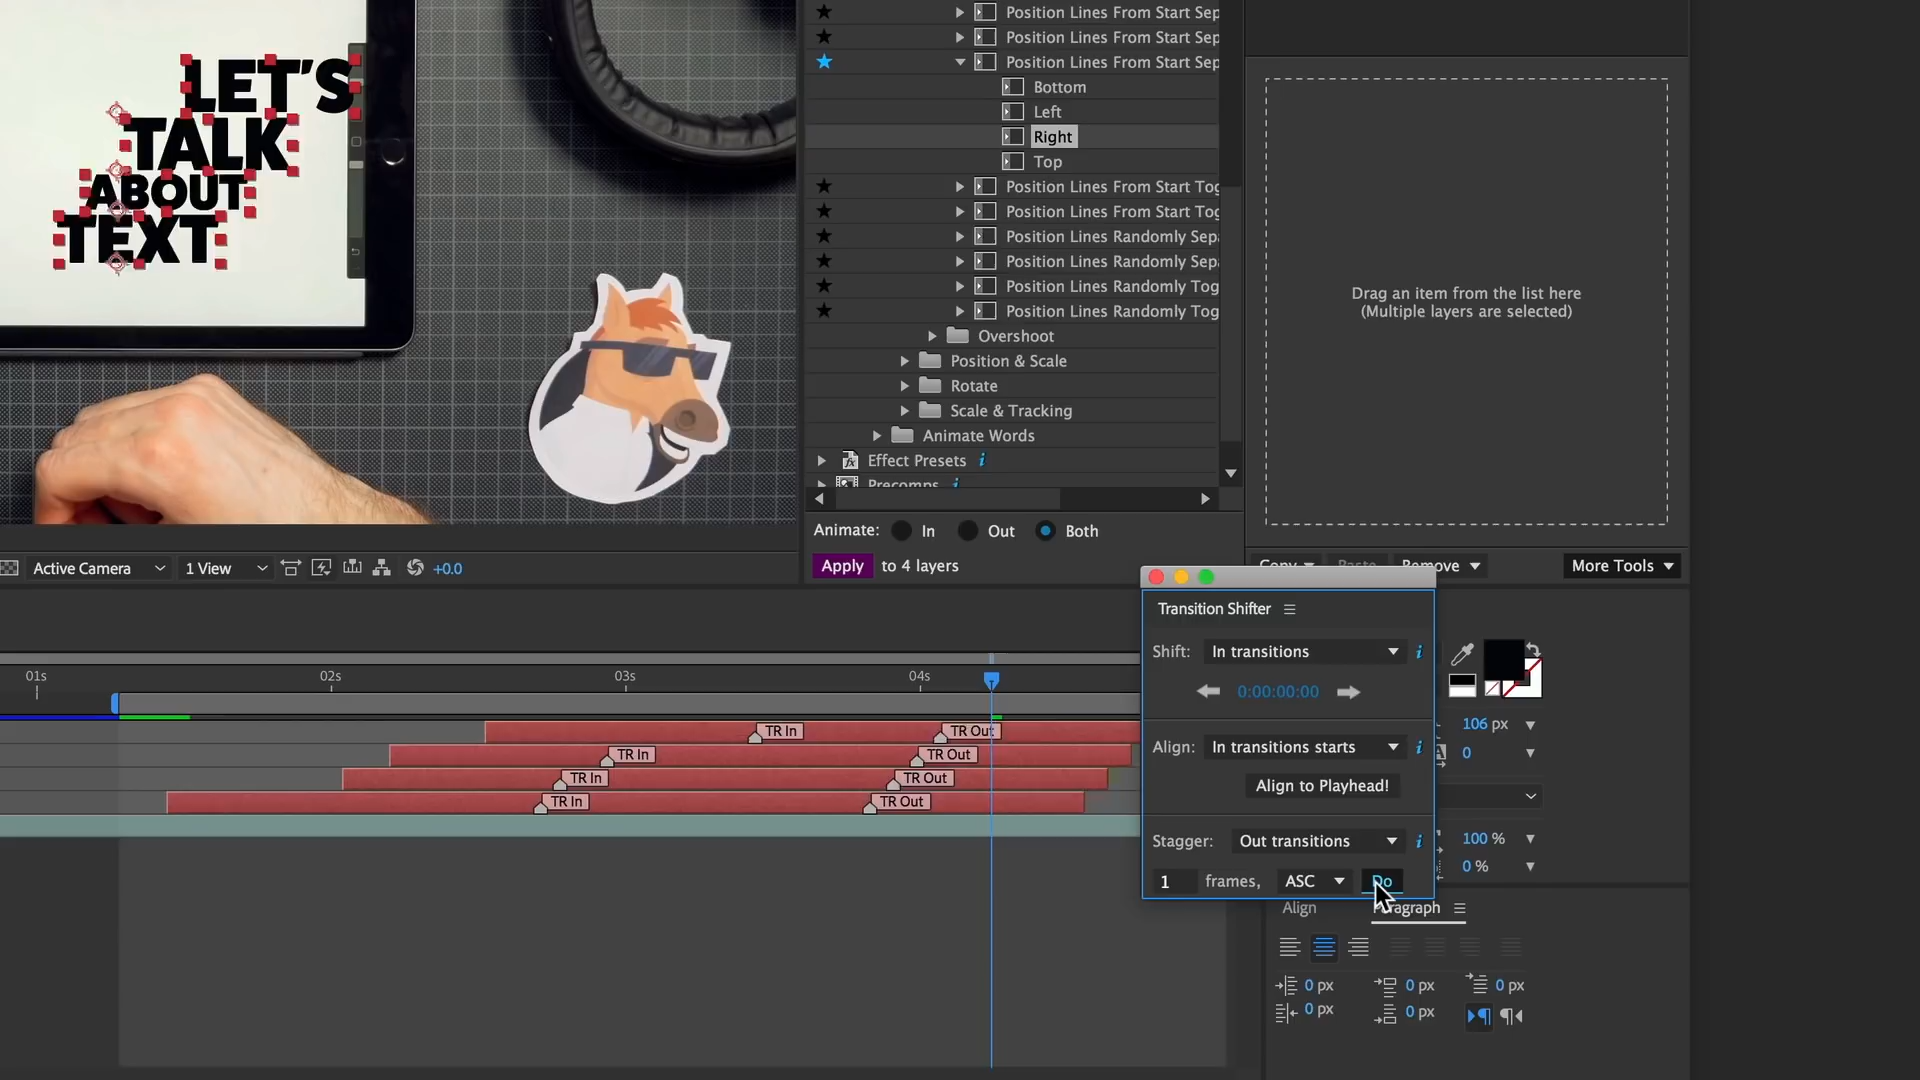 LET'S
TALK
ABOUT
TEXT
Position Lines From Start Sep
Position Lines From Start Sep
Position Lines From Start Sep
Bottom
Left
Right
Top
Position Lines From Start Tog
Position Lines From Start Tog
Position Lines Randomly Sepa
Position Lines Randomly Sepa
Position Lines Randomly Tog
Position Lines Randomly Tog
Overshoot
Position & Scale
Rotate
Scale & Tracking
Animate Words
Effect Presets i
Precomps i
Animate: In Out Both
Apply to 4 layers
Drag an item from the list here
(Multiple layers are selected)
Copy Paste Remove More Tools
Active Camera 1 View +0.0
Transition Shifter
Shift: In transitions i
0:00:00:00
Align: In transitions starts i
Align to Playhead!
Stagger: Out transitions i
1 frames, ASC Do
01s 02s 03s 04s
TR In TR Out
TR In TR Out
TR In TR Out
TR In TR Out
106 px
0
100 %
0 %
Align Paragraph
0 px 0 px 0 px
0 px 0 px